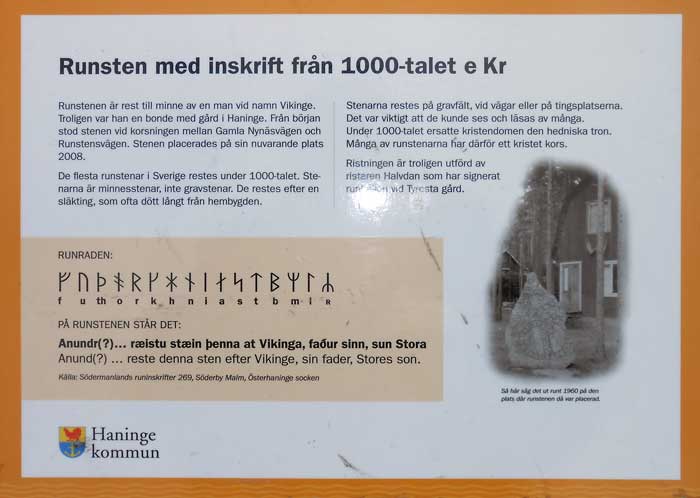 Runsten med inskrift från 1000-talet e Kr
Runstenen är rest till minne av en man vid namn Vikinge.
Troligen var han en bonde med gård i Haninge. Från början
stod stenen vid korsningen mellan Gamla Nynäsvägen och
Runstensvägen. Stenen placerades på sin nuvarande plats
2008.
De flesta runstenar i Sverige restes under 1000-talet. Ste-
narna är minnesstenar, inte gravstenar. De restes efter en
släkting, som ofta dött långt från hembygden.
Stenarna restes på gravfält, vid vägar eller på tingsplatserna.
Det var viktigt att de kunde ses och läsas av många.
Under 1000-talet ersatte kristendomen den hedniska tron.
Många av runstenarna har därför ett kristet kors.
Ristningen är troligen utförd av
ristaren Halvdan som har signerat
vid Tyresta gård.
RUNRADEN:
ᚠ ᚢ ᚦ ᚬ ᚱ ᚴ ᚼ ᚾ ᛁ ᛅ ᛋ ᛏ ᛒ ᛘ ᛚ ᛦ
f u th o r k h n i a s t b m l R
PÅ RUNSTENEN STÅR DET:
Anundr(?)... ræistu stæin þenna at Vikinga, faður sinn, sun Stora
Anund(?) ... reste denna sten efter Vikinge, sin fader, Stores son.
Källa: Södermanlands runinskrifter 269, Söderby Malm, Österhaninge socken
Så här såg det ut runt 1960 på den
plats där runstenen då var placerad.
Haninge
kommun